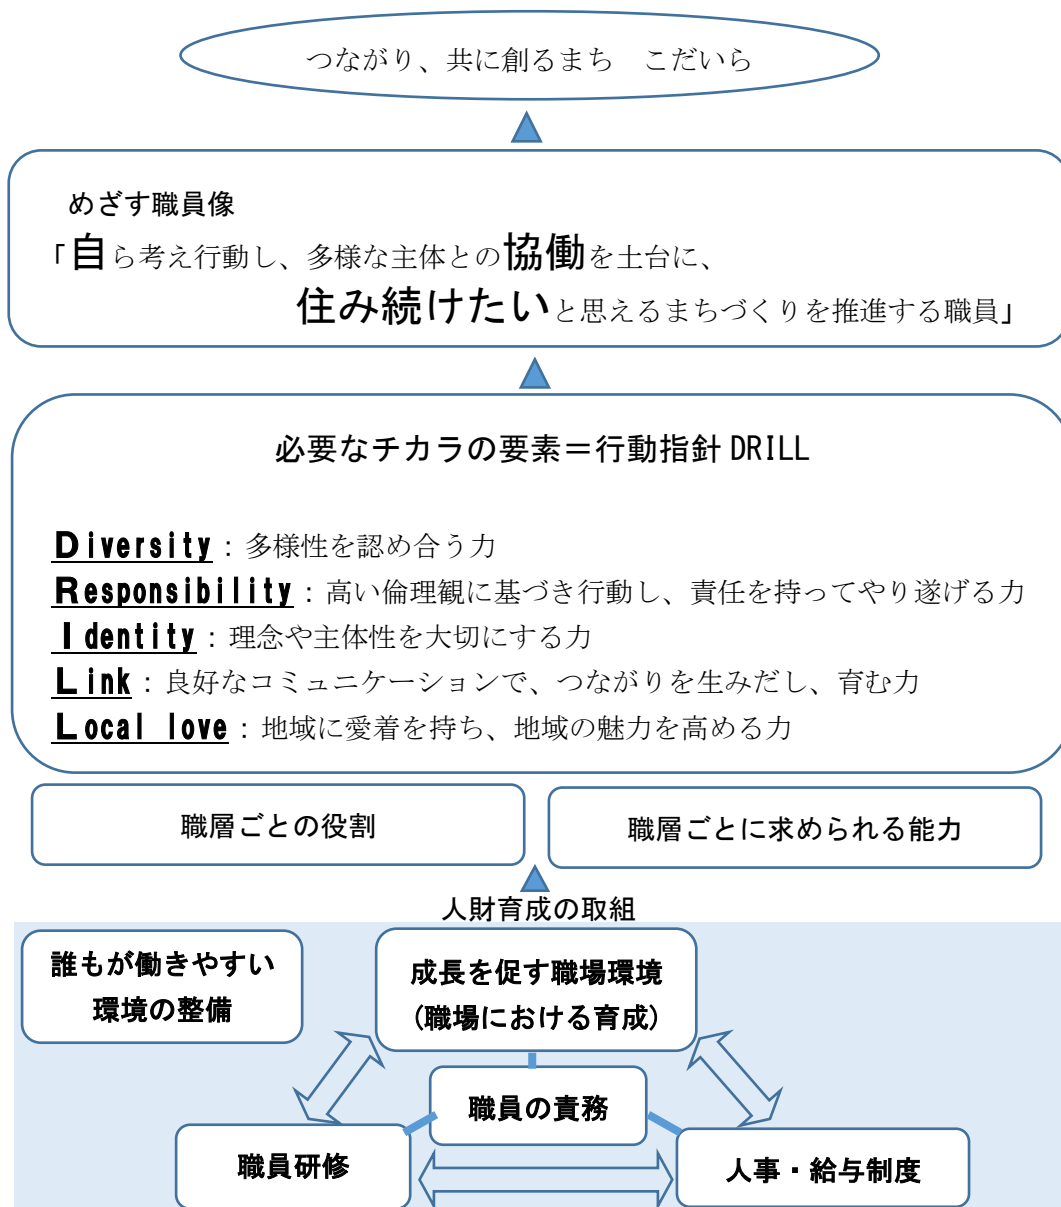 つながり、共に創るまち　こだいら
めざす職員像
「自ら考え行動し、多様な主体との協働を土台に、
住み続けたいと思えるまちづくりを推進する職員」
必要なチカラの要素＝行動指針 DRILL
Diversity：多様性を認め合う力
Responsibility：高い倫理観に基づき行動し、責任を持ってやり遂げる力
Identity：理念や主体性を大切にする力
Link：良好なコミュニケーションで、つながりを生みだし、育む力
Local love：地域に愛着を持ち、地域の魅力を高める力
職層ごとの役割
職層ごとに求められる能力
人財育成の取組
誰もが働きやすい
環境の整備
成長を促す職場環境
(職場における育成)
職員の責務
職員研修
人事・給与制度